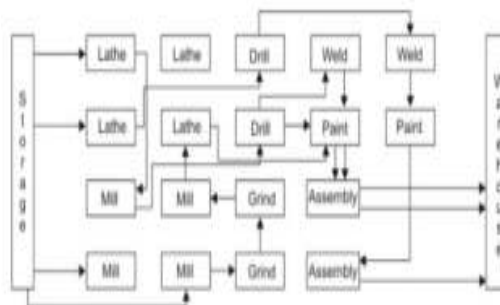 Storage
Lathe Lathe Drill Weld Weld
Lathe Lathe Drill Paint Paint
Mill Mill Grind Assembly
Mill Mill Grind Assembly
Warehouse